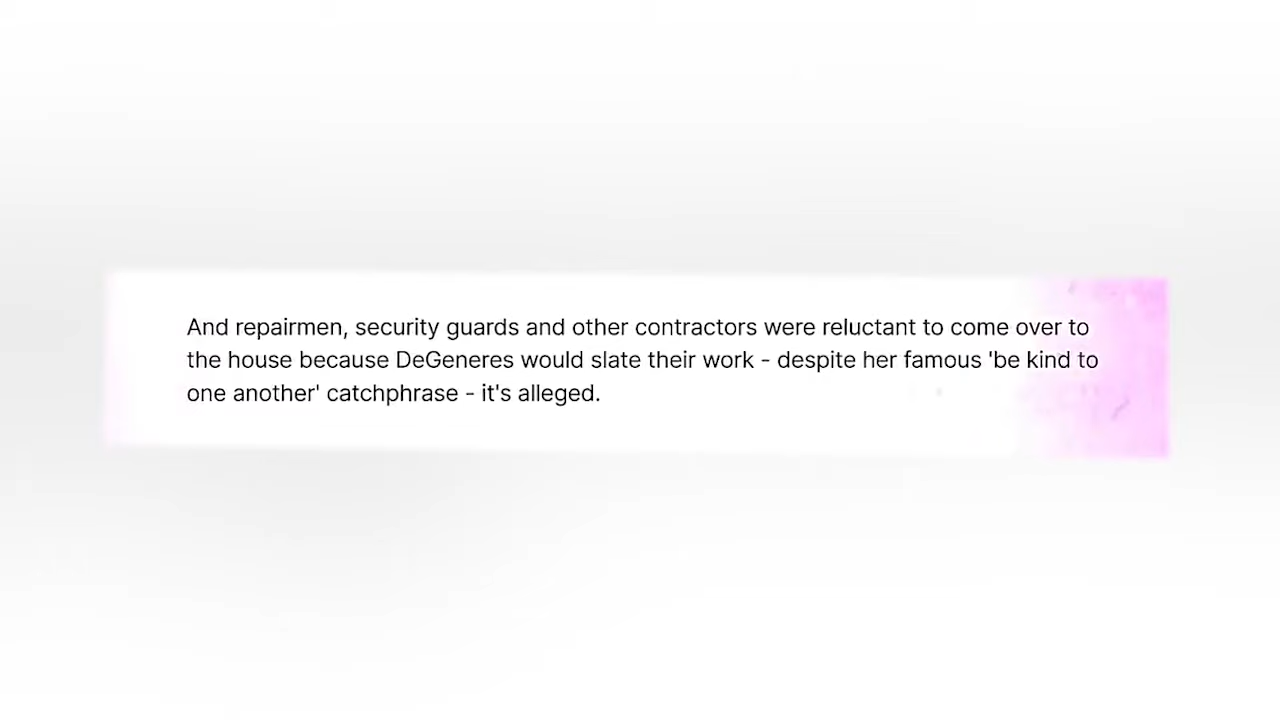 And repairmen, security guards and other contractors were reluctant to come over to
the house because DeGeneres would slate their work - despite her famous 'be kind to
one another' catchphrase - it's alleged.